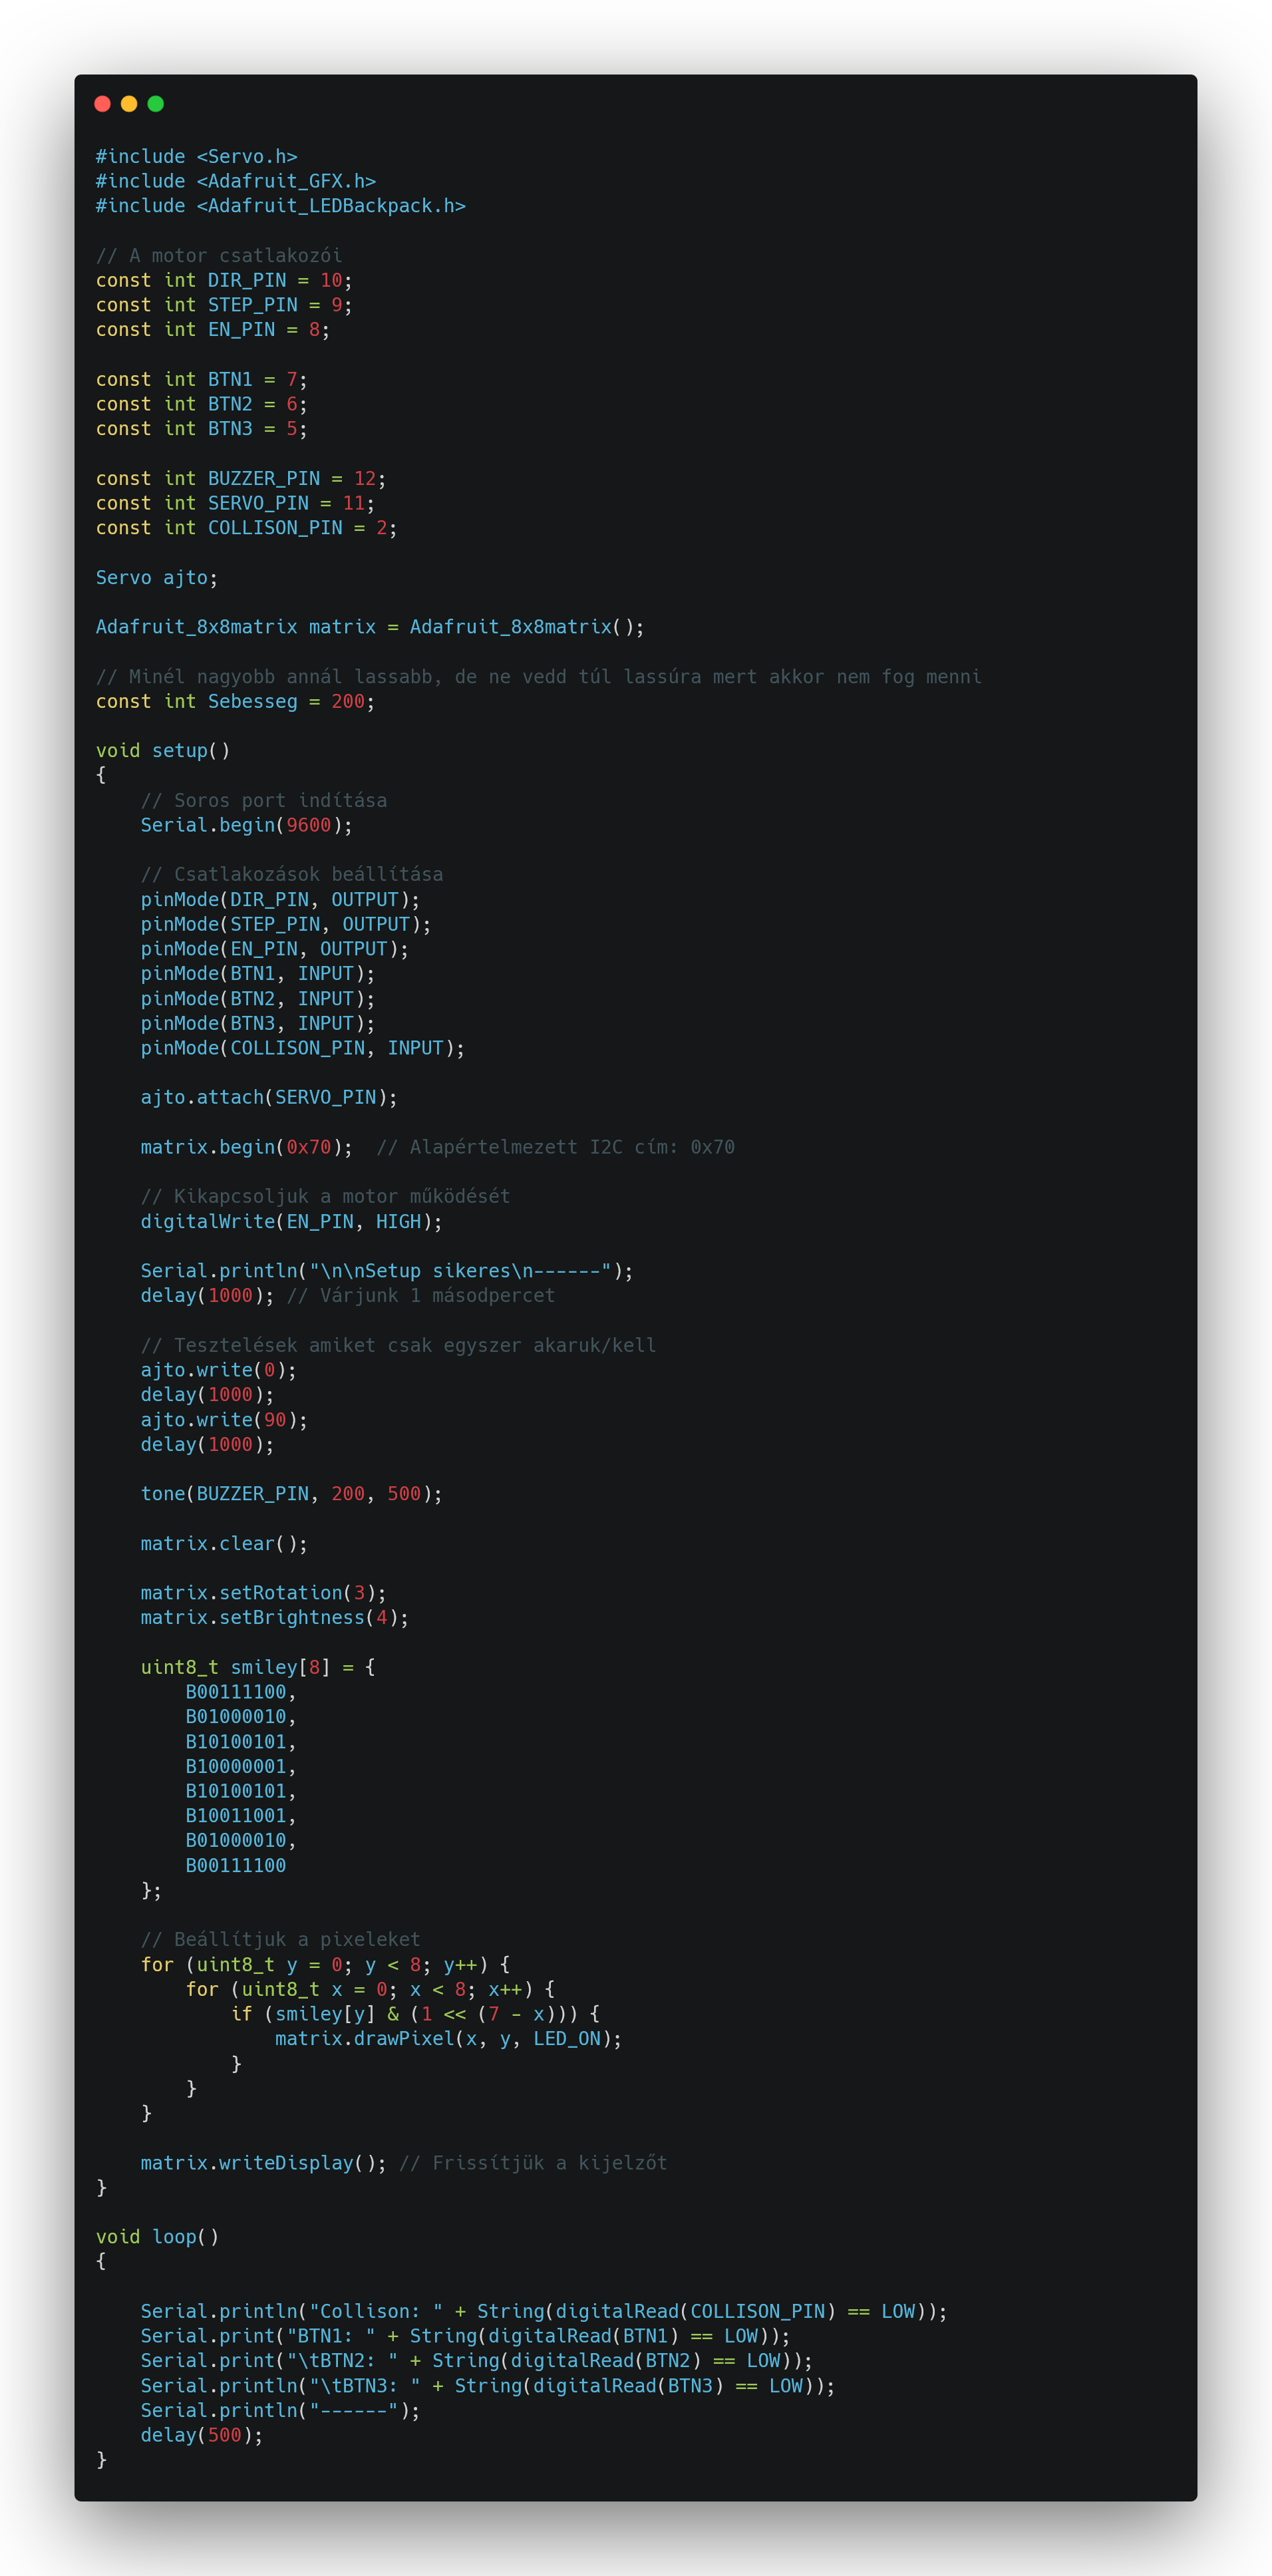 #include <Servo.h>
#include <Adafruit_GFX.h>
#include <Adafruit_LEDBackpack.h>

// A motor csatlakozói
const int DIR_PIN = 10;
const int STEP_PIN = 9;
const int EN_PIN = 8;

const int BTN1 = 7;
const int BTN2 = 6;
const int BTN3 = 5;

const int BUZZER_PIN = 12;
const int SERVO_PIN = 11;
const int COLLISON_PIN = 2;

Servo ajto;

Adafruit_8x8matrix matrix = Adafruit_8x8matrix();

// Minél nagyobb annál lassabb, de ne vedd túl lassúra mert akkor nem fog menni
const int Sebesseg = 200;

void setup()
{
    // Soros port indítása
    Serial.begin(9600);

    // Csatlakozások beállítása
    pinMode(DIR_PIN, OUTPUT);
    pinMode(STEP_PIN, OUTPUT);
    pinMode(EN_PIN, OUTPUT);
    pinMode(BTN1, INPUT);
    pinMode(BTN2, INPUT);
    pinMode(BTN3, INPUT);
    pinMode(COLLISON_PIN, INPUT);

    ajto.attach(SERVO_PIN);

    matrix.begin(0x70);  // Alapértelmezett I2C cím: 0x70

    // Kikapcsoljuk a motor működését
    digitalWrite(EN_PIN, HIGH);

    Serial.println("\n\nSetup sikeres\n------");
    delay(1000); // Várjunk 1 másodpercet

    // Tesztelések amiket csak egyszer akaruk/kell
    ajto.write(0);
    delay(1000);
    ajto.write(90);
    delay(1000);

    tone(BUZZER_PIN, 200, 500);

    matrix.clear();

    matrix.setRotation(3);
    matrix.setBrightness(4);

    uint8_t smiley[8] = {
        B00111100,
        B01000010,
        B10100101,
        B10000001,
        B10100101,
        B10011001,
        B01000010,
        B00111100
    };

    // Beállítjuk a pixeleket
    for (uint8_t y = 0; y < 8; y++) {
        for (uint8_t x = 0; x < 8; x++) {
            if (smiley[y] & (1 << (7 - x))) {
                matrix.drawPixel(x, y, LED_ON);
            }
        }
    }

    matrix.writeDisplay(); // Frissítjük a kijelzőt
}

void loop()
{

    Serial.println("Collison: " + String(digitalRead(COLLISON_PIN) == LOW));
    Serial.print("BTN1: " + String(digitalRead(BTN1) == LOW));
    Serial.print("\tBTN2: " + String(digitalRead(BTN2) == LOW));
    Serial.println("\tBTN3: " + String(digitalRead(BTN3) == LOW));
    Serial.println("------");
    delay(500);
}